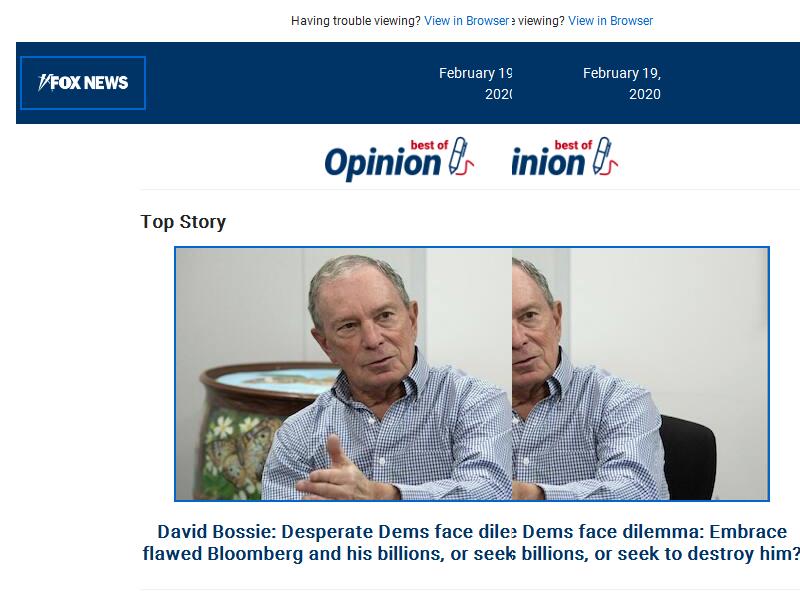 Having trouble viewing? View in Browser viewing? View in Browser
FOX NEWS
February 19 February 19,
2020 2020
best of best of
Opinion inion
Top Story
David Bossie: Desperate Dems face dile Dems face dilemma: Embrace
flawed Bloomberg and his billions, or seek billions, or seek to destroy him?